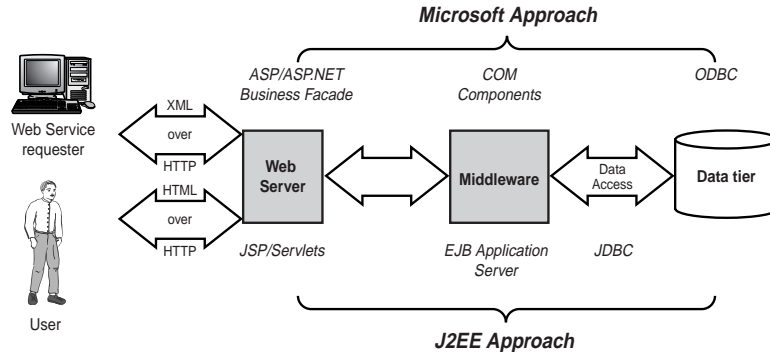 Microsoft Approach
ASP/ASP.NET
Business Facade
COM
Components
ODBC
Web Service
requester
XML
over
HTTP
HTML
over
HTTP
Web
Server
Middleware
Data
Access
Data tier
JSP/Servlets
EJB Application
Server
JDBC
User
J2EE Approach